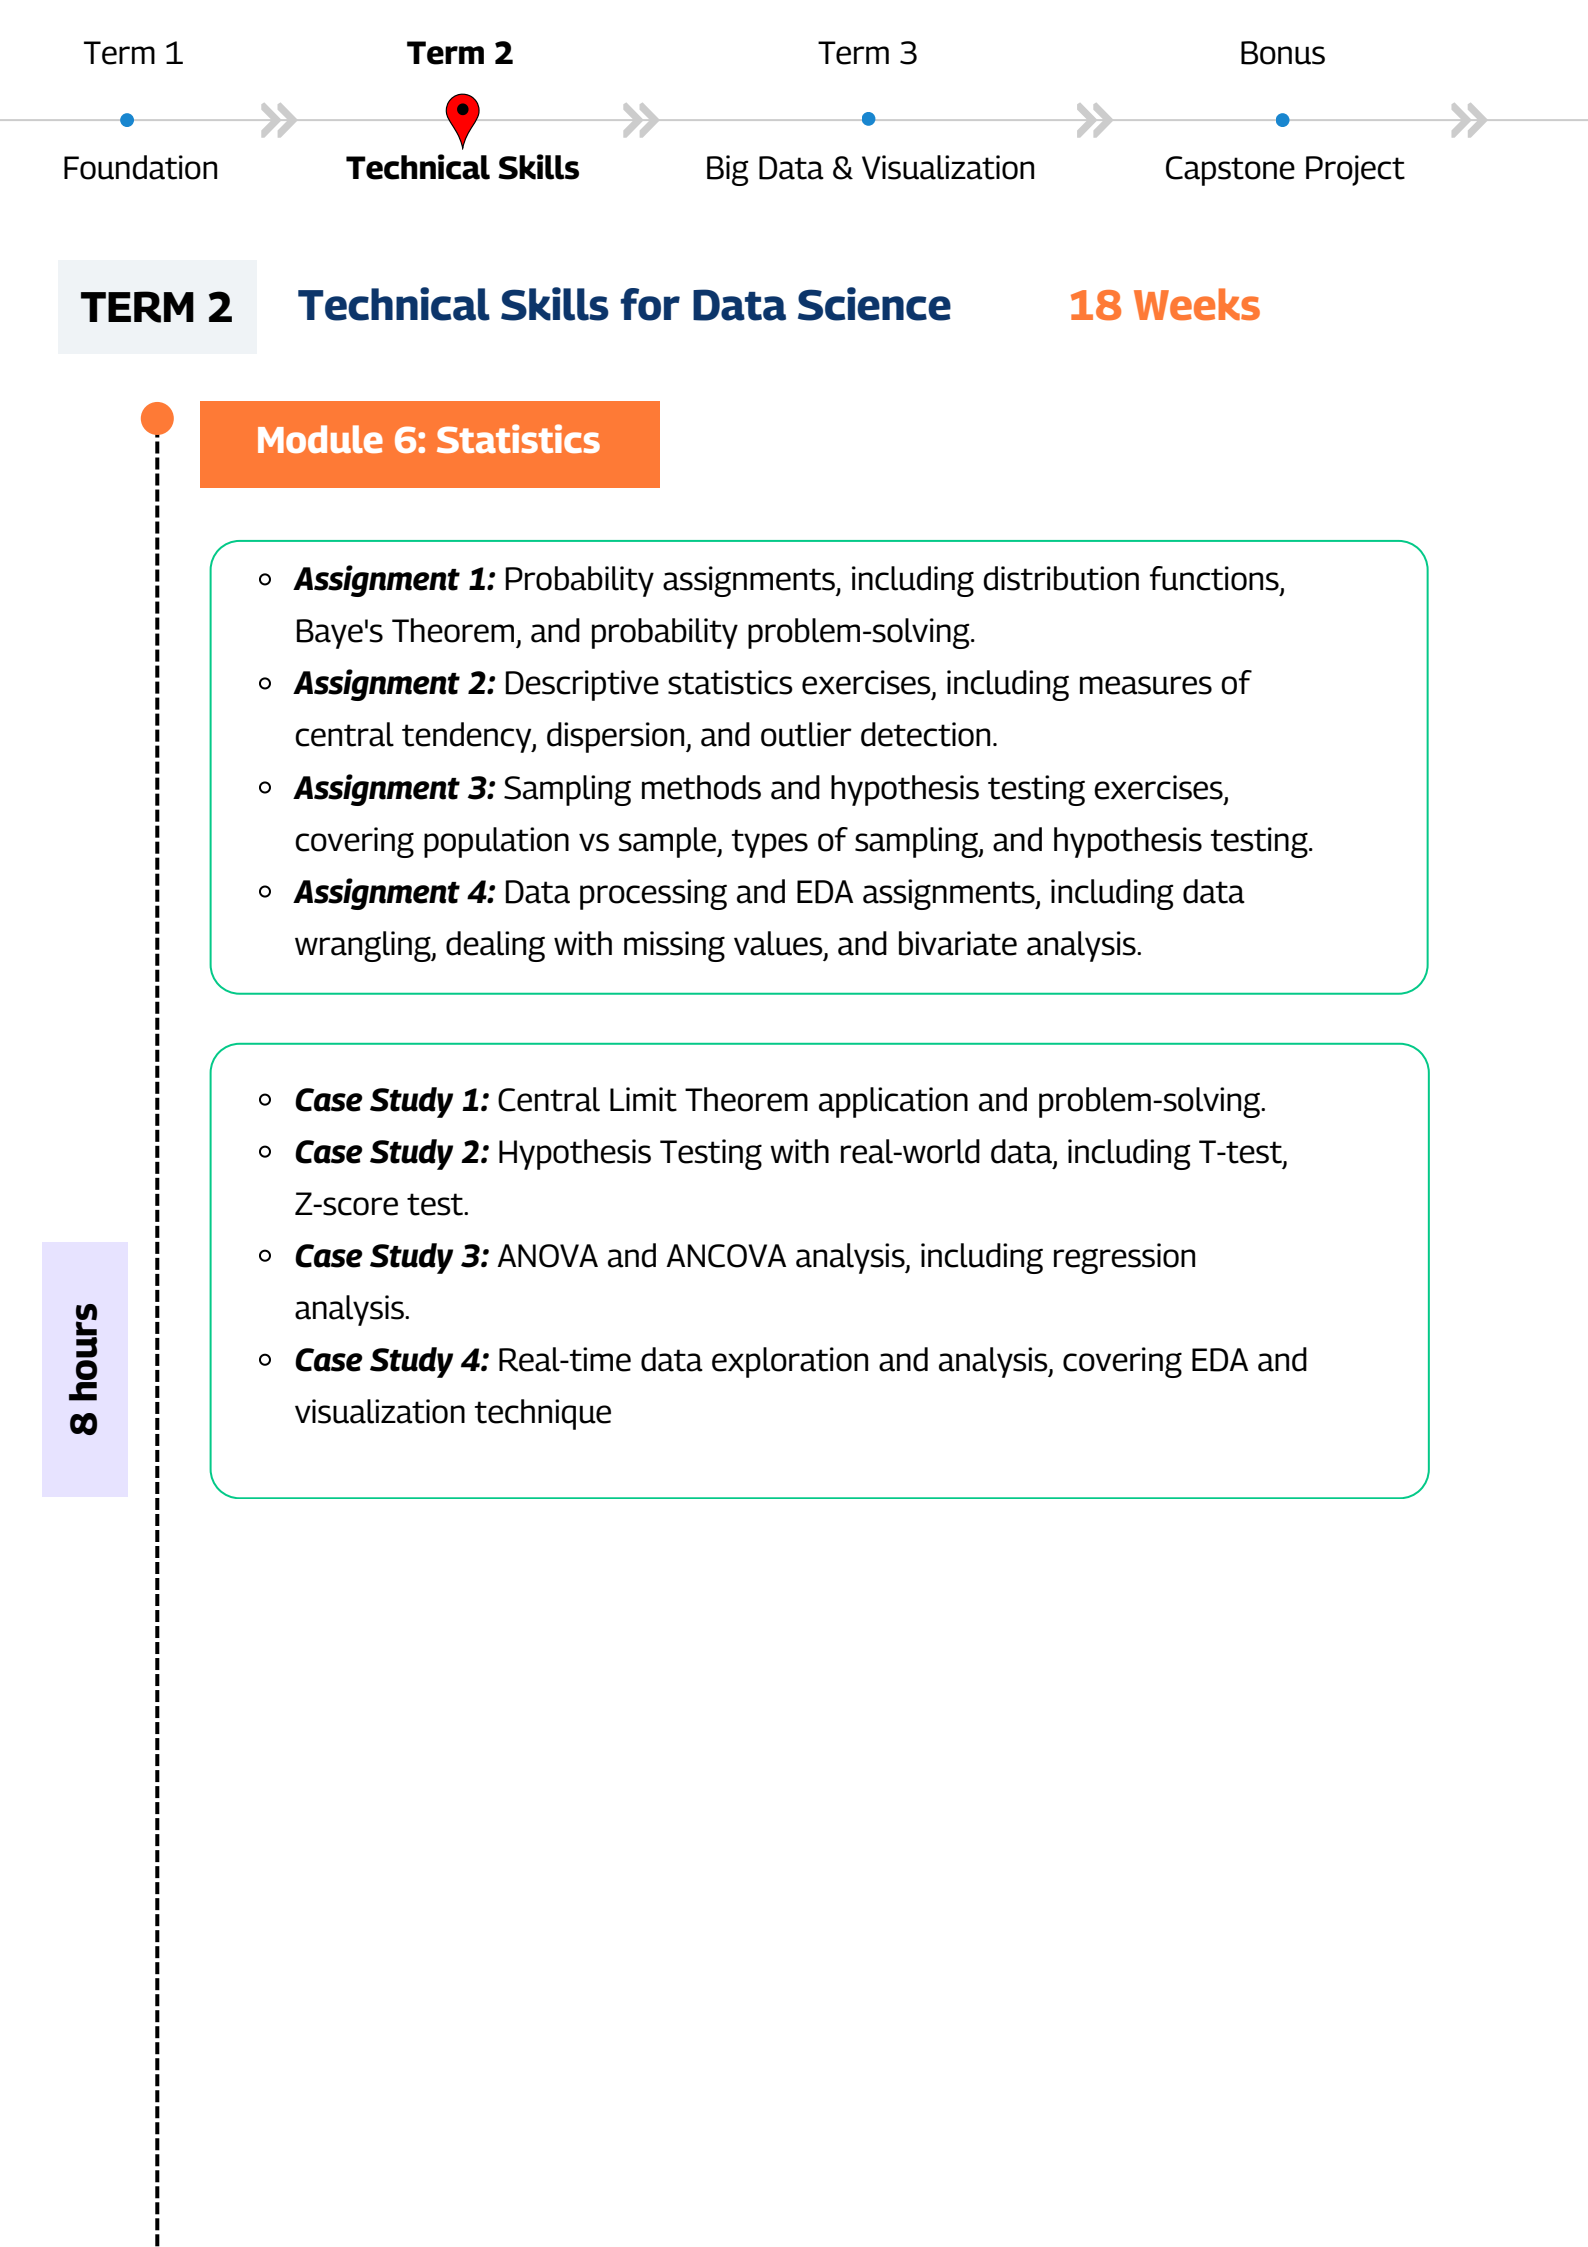 Term 1
Term 2
Term 3
Bonus
Foundation
Technical Skills
Big Data & Visualization
Capstone Project
TERM 2
Technical Skills for Data Science
18 Weeks
Module 6: Statistics
Assignment 1: Probability assignments, including distribution functions,
Baye's Theorem, and probability problem-solving.
Assignment 2: Descriptive statistics exercises, including measures of
central tendency, dispersion, and outlier detection.
Assignment 3: Sampling methods and hypothesis testing exercises,
covering population vs sample, types of sampling, and hypothesis testing.
Assignment 4: Data processing and EDA assignments, including data
wrangling, dealing with missing values, and bivariate analysis.
Case Study 1: Central Limit Theorem application and problem-solving.
Case Study 2: Hypothesis Testing with real-world data, including T-test,
Z-score test.
Case Study 3: ANOVA and ANCOVA analysis, including regression
analysis.
Case Study 4: Real-time data exploration and analysis, covering EDA and
visualization technique
8 hours